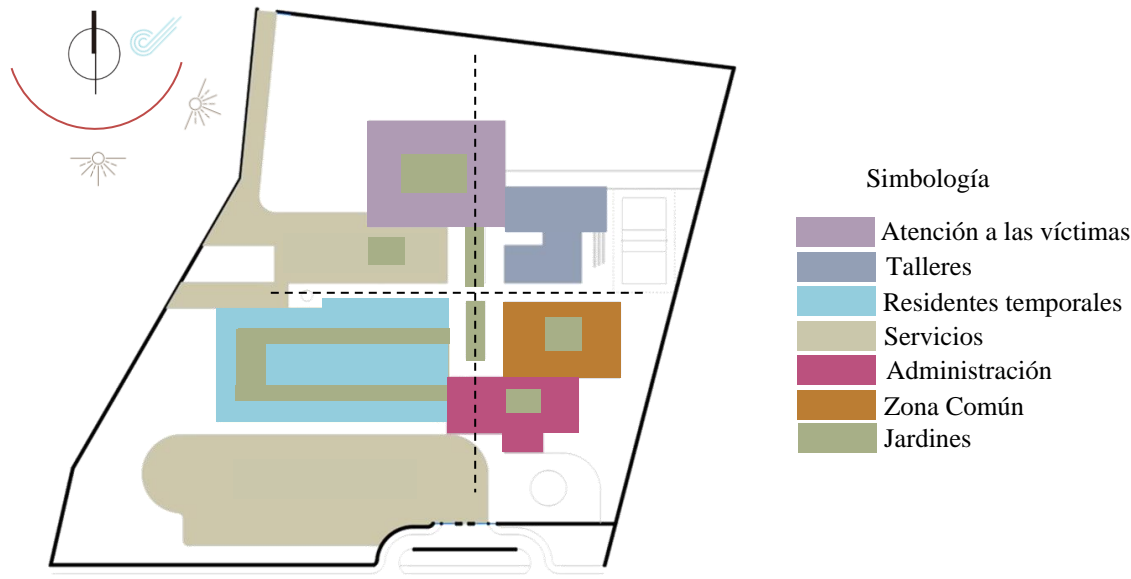 Simbología
Atención a las víctimas
Talleres
Residentes temporales
Servicios
Administración
Zona Común
Jardines